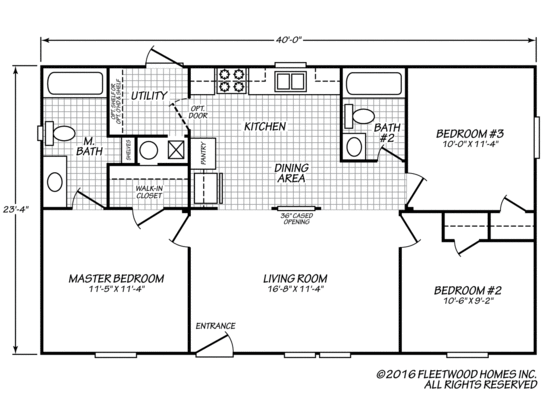 40'-0"
23'-4"
OPT. SHELF OR
OPT. OVHD SHELF
UTILITY
OPT.
DOOR
KITCHEN
M.
BATH
SHELVES
PANTRY
BATH
#2
BEDROOM #3
10'-0" X 11'-4"
DINING
AREA
WALK-IN
CLOSET
36" CASED
OPENING
MASTER BEDROOM
11'-5" X 11'-4"
LIVING ROOM
16'-8" X 11'-4"
BEDROOM #2
10'-6" X 9'-2"
ENTRANCE
©2016 FLEETWOOD HOMES INC.
ALL RIGHTS RESERVED